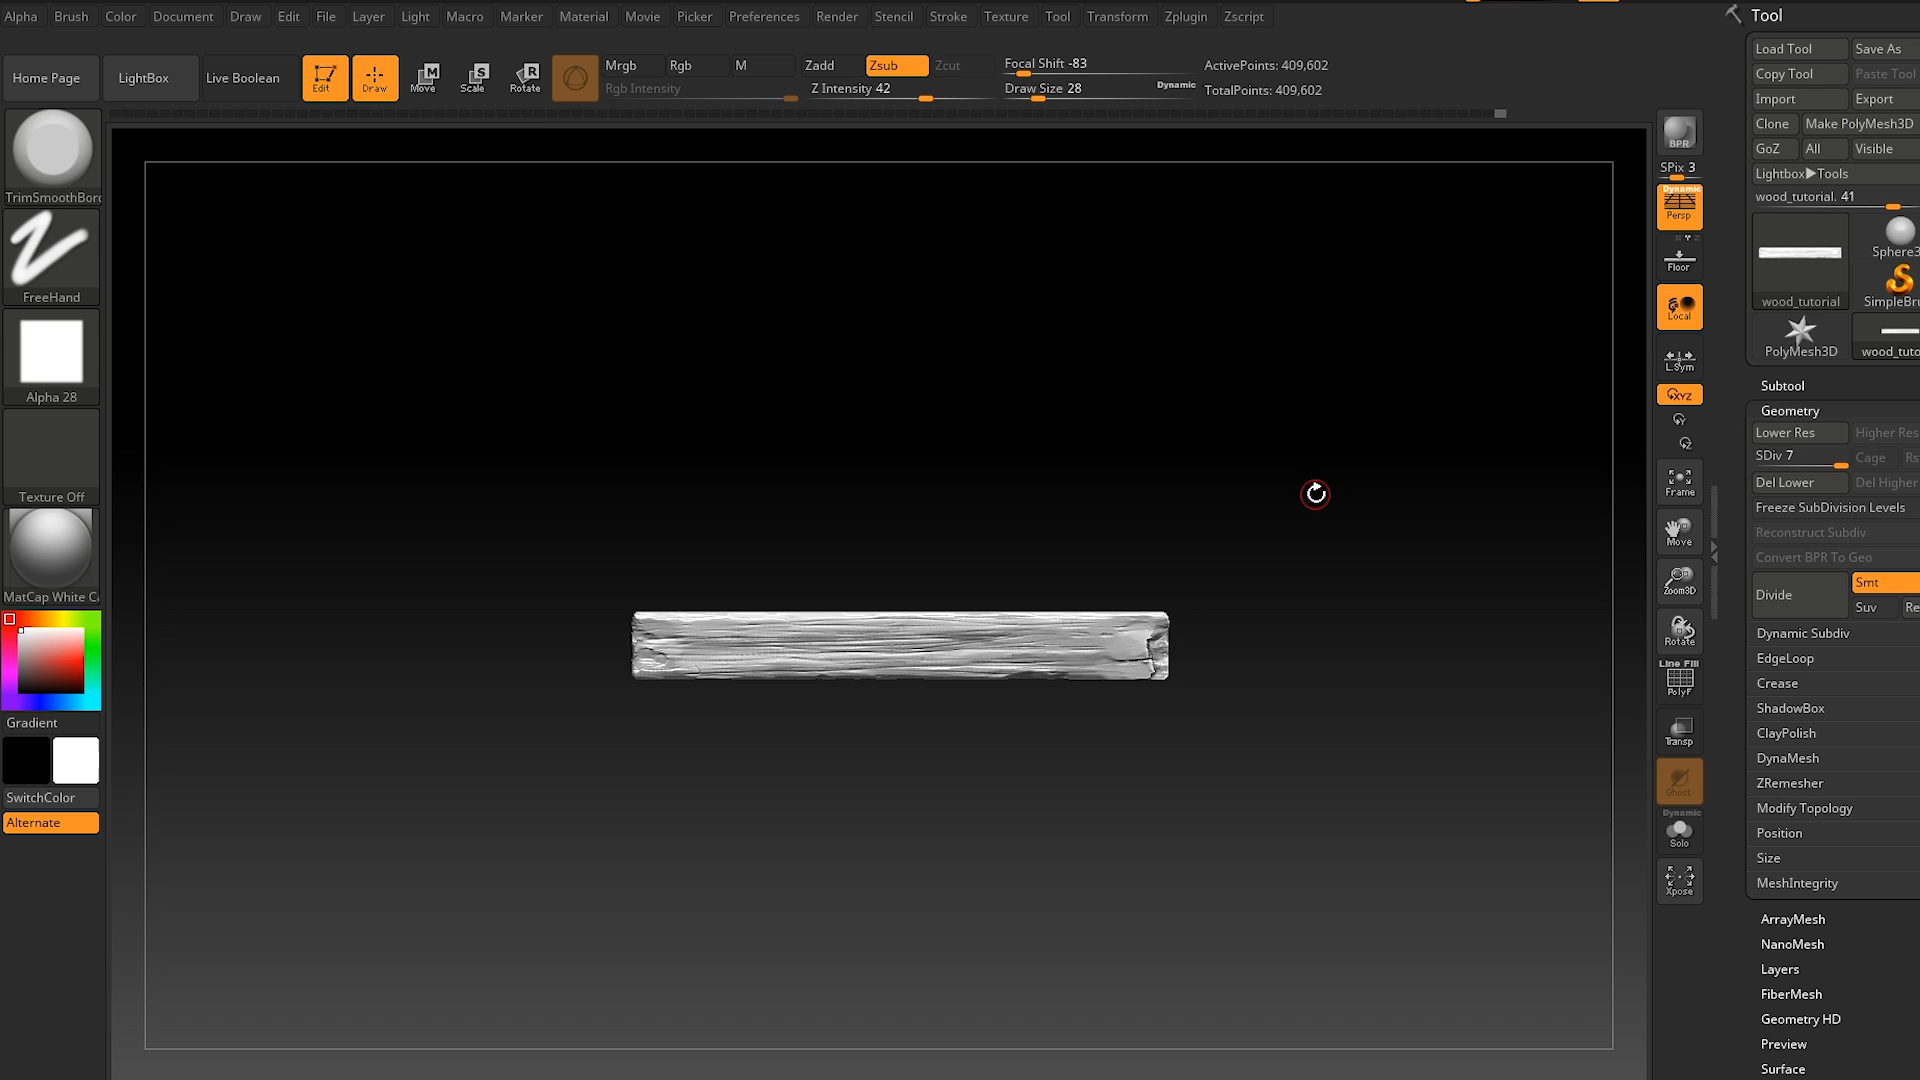 Alpha Brush Color Document Draw Edit File Layer Light Macro Marker Material Movie Picker Preferences Render Stencil Stroke Texture Tool Transform Zplugin Zscript
Tool
Home Page LightBox Live Boolean Edit Draw Move Scale Rotate
Mrgb Rgb M Zadd Zsub Zcut Focal Shift -83 ActivePoints: 409,602
Rgb Intensity Z Intensity 42 Draw Size 28 Dynamic TotalPoints: 409,602
TrimSmoothBord
FreeHand
Alpha 28
Texture Off
MatCap White Ca
Gradient
SwitchColor
Alternate
BPR
SPix 3
Dynamic
Persp
Floor
Local
L.Sym
XYZ
Y
Z
Frame
Move
Zoom3D
Rotate
Line Fill
PolyF
Transp
Ghost
Dynamic
Solo
Xpose
Load Tool Save As
Copy Tool Paste Tool
Import Export
Clone Make PolyMesh3D
GoZ All Visible
Lightbox▶Tools
wood_tutorial. 41
Sphere3
wood_tutorial SimpleBru
PolyMesh3D wood_tuto
Subtool
Geometry
Lower Res Higher Res
SDiv 7 Cage Rs
Del Lower Del Higher
Freeze SubDivision Levels
Reconstruct Subdiv
Convert BPR To Geo
Divide Smt
Suv Re
Dynamic Subdiv
EdgeLoop
Crease
ShadowBox
ClayPolish
DynaMesh
ZRemesher
Modify Topology
Position
Size
MeshIntegrity
ArrayMesh
NanoMesh
Layers
FiberMesh
Geometry HD
Preview
Surface